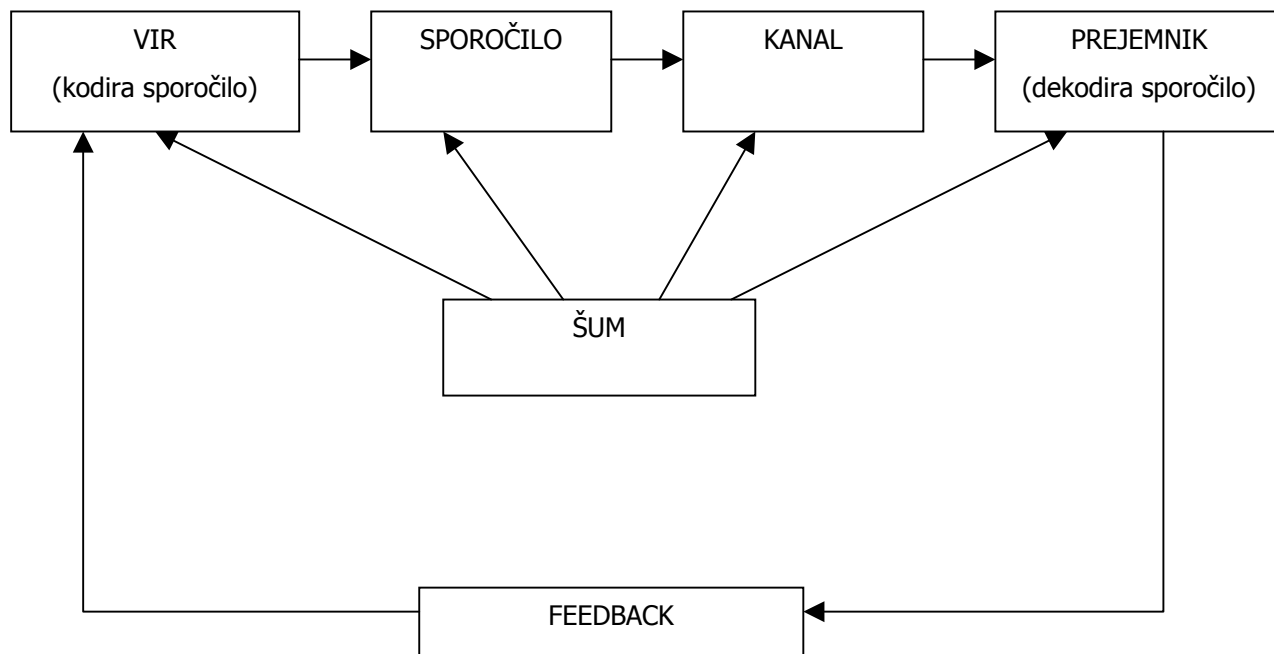 VIR
(kodira sporočilo)
SPOROČILO
KANAL
PREJEMNIK
(dekodira sporočilo)
ŠUM
FEEDBACK